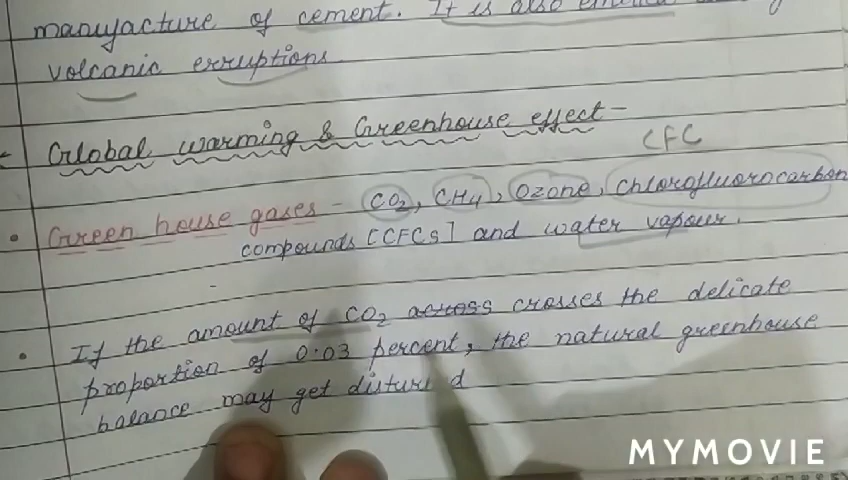 manufacture of cement. It is also
volcanic erruptions
Global warming & Greenhouse effect-
CFC
Green house gases - CO2, CH4, Ozone, Chlorofluorocarbon
compounds [CFCs] and water vapour.
If the amount of CO2 across crosses the delicate
proportion of 0.03 percent, the natural greenhouse
balance may get
MYMOVIE